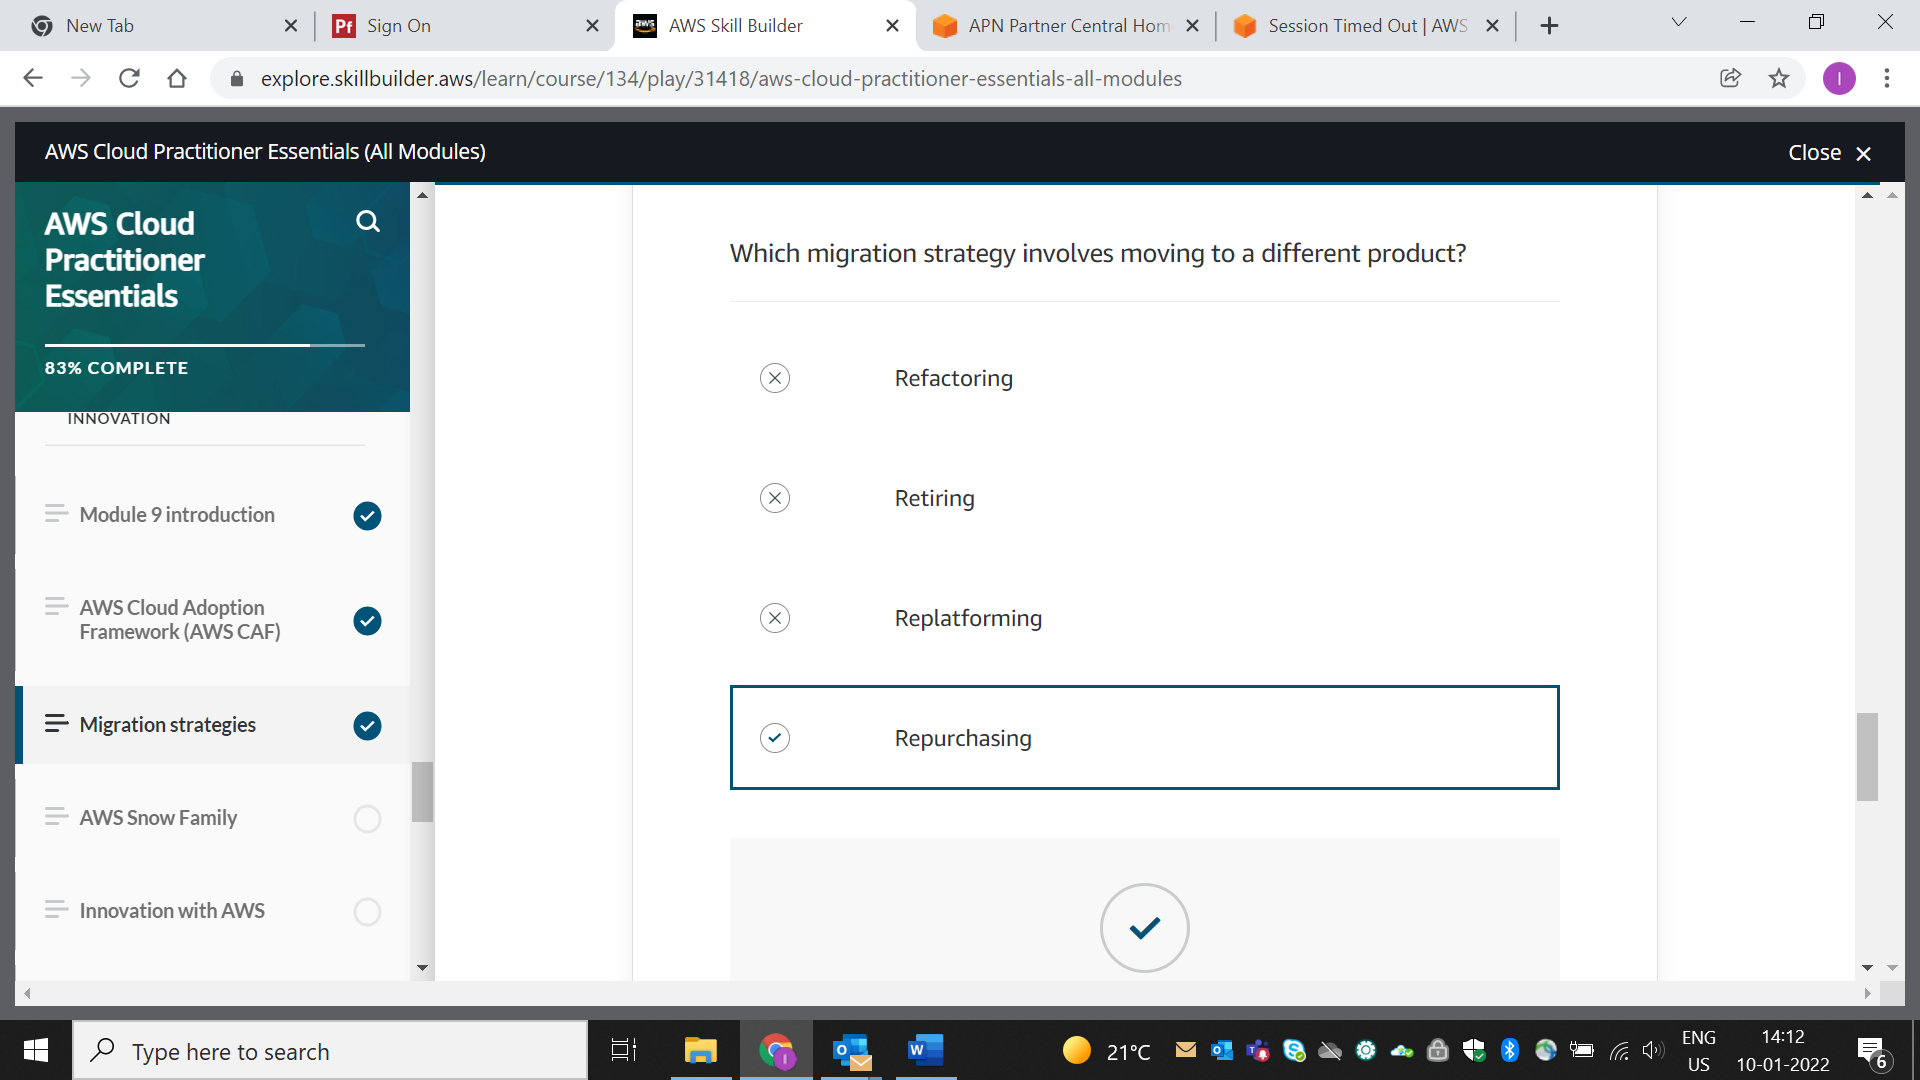 New Tab
Pf Sign On
aws AWS Skill Builder
APN Partner Central Hom
Session Timed Out | AWS
explore.skillbuilder.aws/learn/course/134/play/31418/aws-cloud-practitioner-essentials-all-modules
I
AWS Cloud Practitioner Essentials (All Modules)
Close
AWS Cloud
Practitioner
Essentials
83% COMPLETE
INNOVATION
Module 9 introduction
AWS Cloud Adoption
Framework (AWS CAF)
Migration strategies
AWS Snow Family
Innovation with AWS
Which migration strategy involves moving to a different product?
Refactoring
Retiring
Replatforming
Repurchasing
Type here to search
21°C
ENG
US
14:12
10-01-2022
6